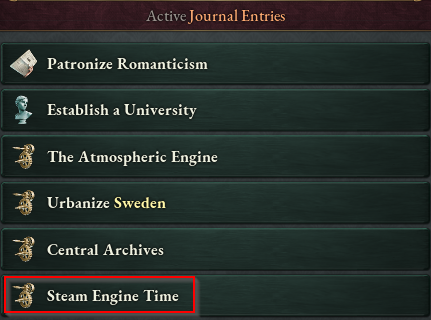 Active Journal Entries
Patronize Romanticism
Establish a University
The Atmospheric Engine
Urbanize Sweden
Central Archives
Steam Engine Time